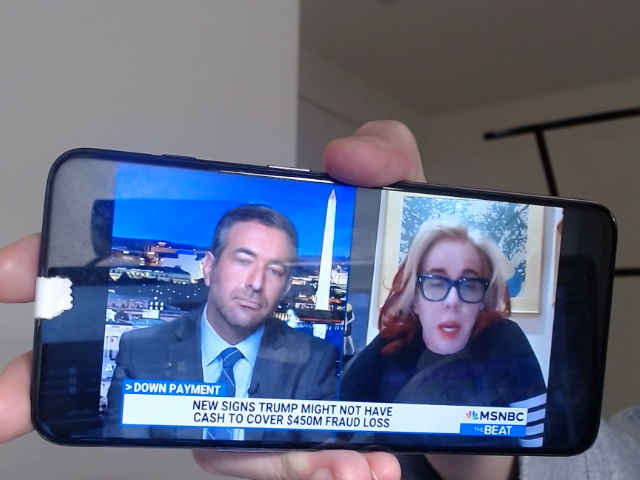 > DOWN PAYMENT
NEW SIGNS TRUMP MIGHT NOT HAVE
CASH TO COVER $450M FRAUD LOSS
MSNBC
THE BEAT